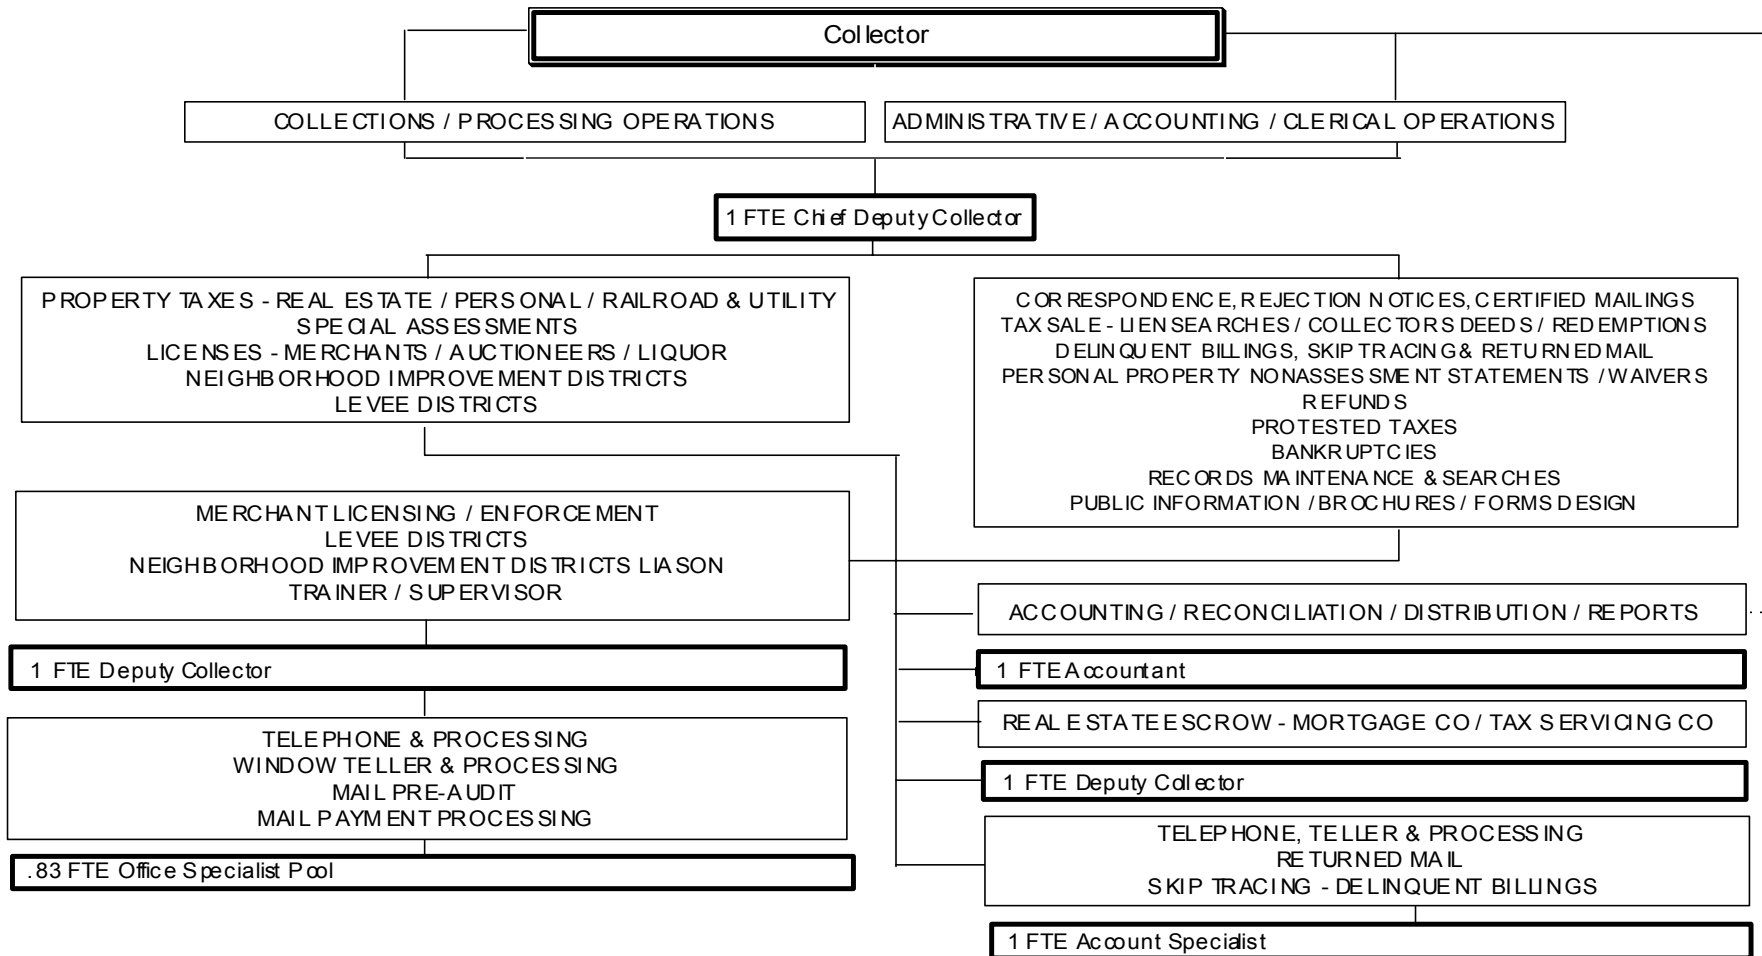 Collector
COLLECTIONS / PROCESSING OPERATIONS
ADMINISTRATIVE / ACCOUNTING / CLERICAL OPERATIONS
1 FTE Chief Deputy Collector
PROPERTY TAXES - REAL ESTATE / PERSONAL / RAILROAD & UTILITY
SPECIAL ASSESSMENTS
LICENSES - MERCHANTS / AUCTIONEERS / LIQUOR
NEIGHBORHOOD IMPROVEMENT DISTRICTS
LEVEE DISTRICTS
CORRESPONDENCE, REJECTION NOTICES, CERTIFIED MAILINGS
TAX SALE - LIEN SEARCHES / COLLECTORS DEEDS / REDEMPTIONS
DELINQUENT BILLINGS, SKIP TRACING & RETURNED MAIL
PERSONAL PROPERTY NONASSESSMENT STATEMENTS / WAIVERS
REFUNDS
PROTESTED TAXES
BANKRUPTCIES
RECORDS MAINTENANCE & SEARCHES
PUBLIC INFORMATION / BROCHURES / FORMS DESIGN
MERCHANT LICENSING / ENFORCEMENT
LEVEE DISTRICTS
NEIGHBORHOOD IMPROVEMENT DISTRICTS LIASON
TRAINER / SUPERVISOR
1 FTE Deputy Collector
TELEPHONE & PROCESSING
WINDOW TELLER & PROCESSING
MAIL PRE-AUDIT
MAIL PAYMENT PROCESSING
.83 FTE Office Specialist Pool
ACCOUNTING / RECONCILIATION / DISTRIBUTION / REPORTS
1 FTE Accountant
REAL ESTATE ESCROW - MORTGAGE CO / TAX SERVICING CO
1 FTE Deputy Collector
TELEPHONE, TELLER & PROCESSING
RETURNED MAIL
SKIP TRACING - DELINQUENT BILLINGS
1 FTE Account Specialist